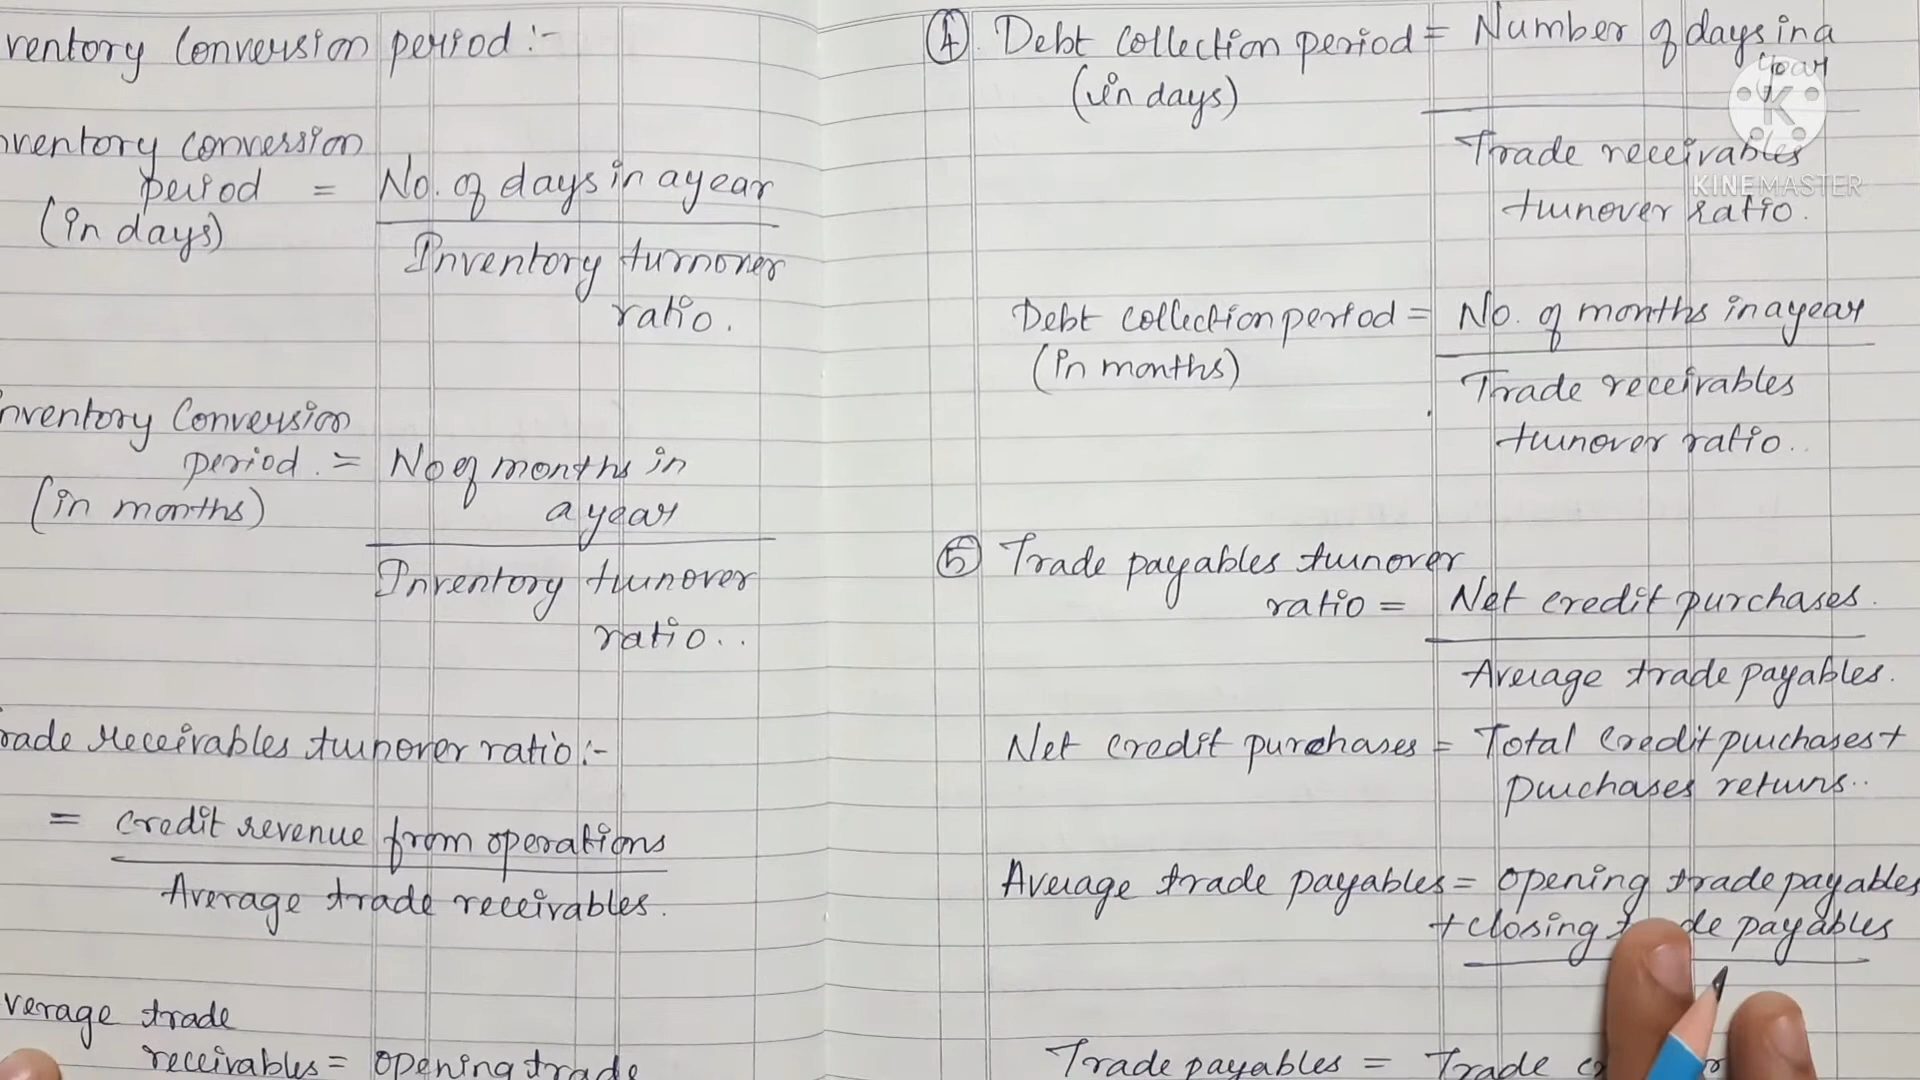 ventory Conversion period :-
nventory conversion
period = No. of days in a year
(in days)
Inventory turnover
ratio.
nventory Conversion
period. = No of months in
(in months) a year
Inventory turnover
ratio..
rade receivables turnover ratio:-
= credit revenue from operations
Average trade receivables.
verage trade
receivables = opening trade
4. Debt collection period = Number of days in a
year
(in days)
Trade receivables
turnover ratio.
KINEMASTER
Debt collection period = No. of months in a year
(in months)
Trade receivables
turnover ratio..
5 Trade payables turnover
ratio = Net credit purchases.
Average trade payables.
Net credit purchases = Total credit purchases +
purchases returns..
Average trade payables = opening trade payables
+ closing de payables
Trade payables = Trade